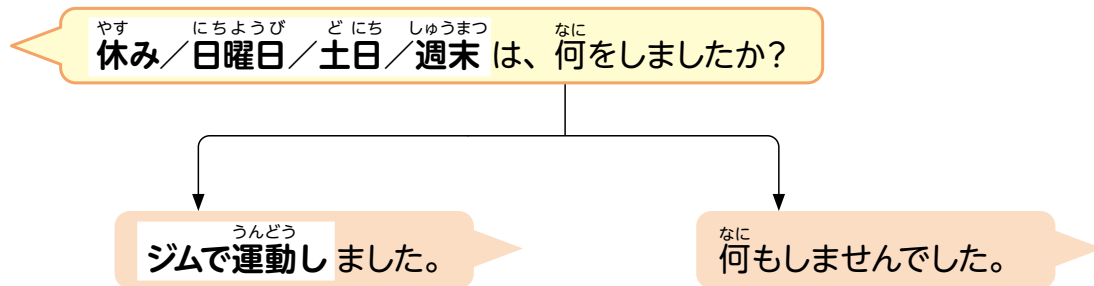 やす にちようび どにち しゅうまつ なに
休み／日曜日／土日／週末は、何をしましたか？
うんどう
ジムで運動しました。
なに
何もしませんでした。